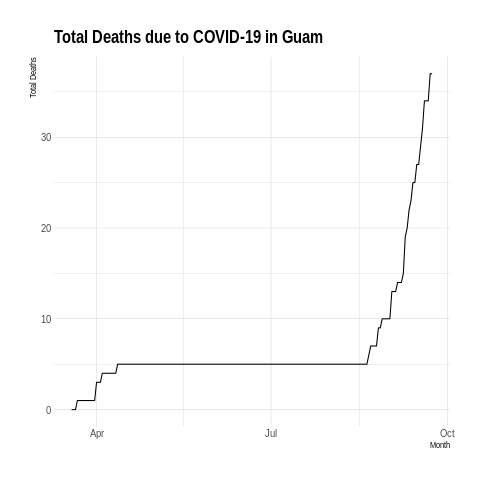 Total Deaths due to COVID-19 in Guam
Total Deaths
30
20
10
0
Apr Jul Oct
Month